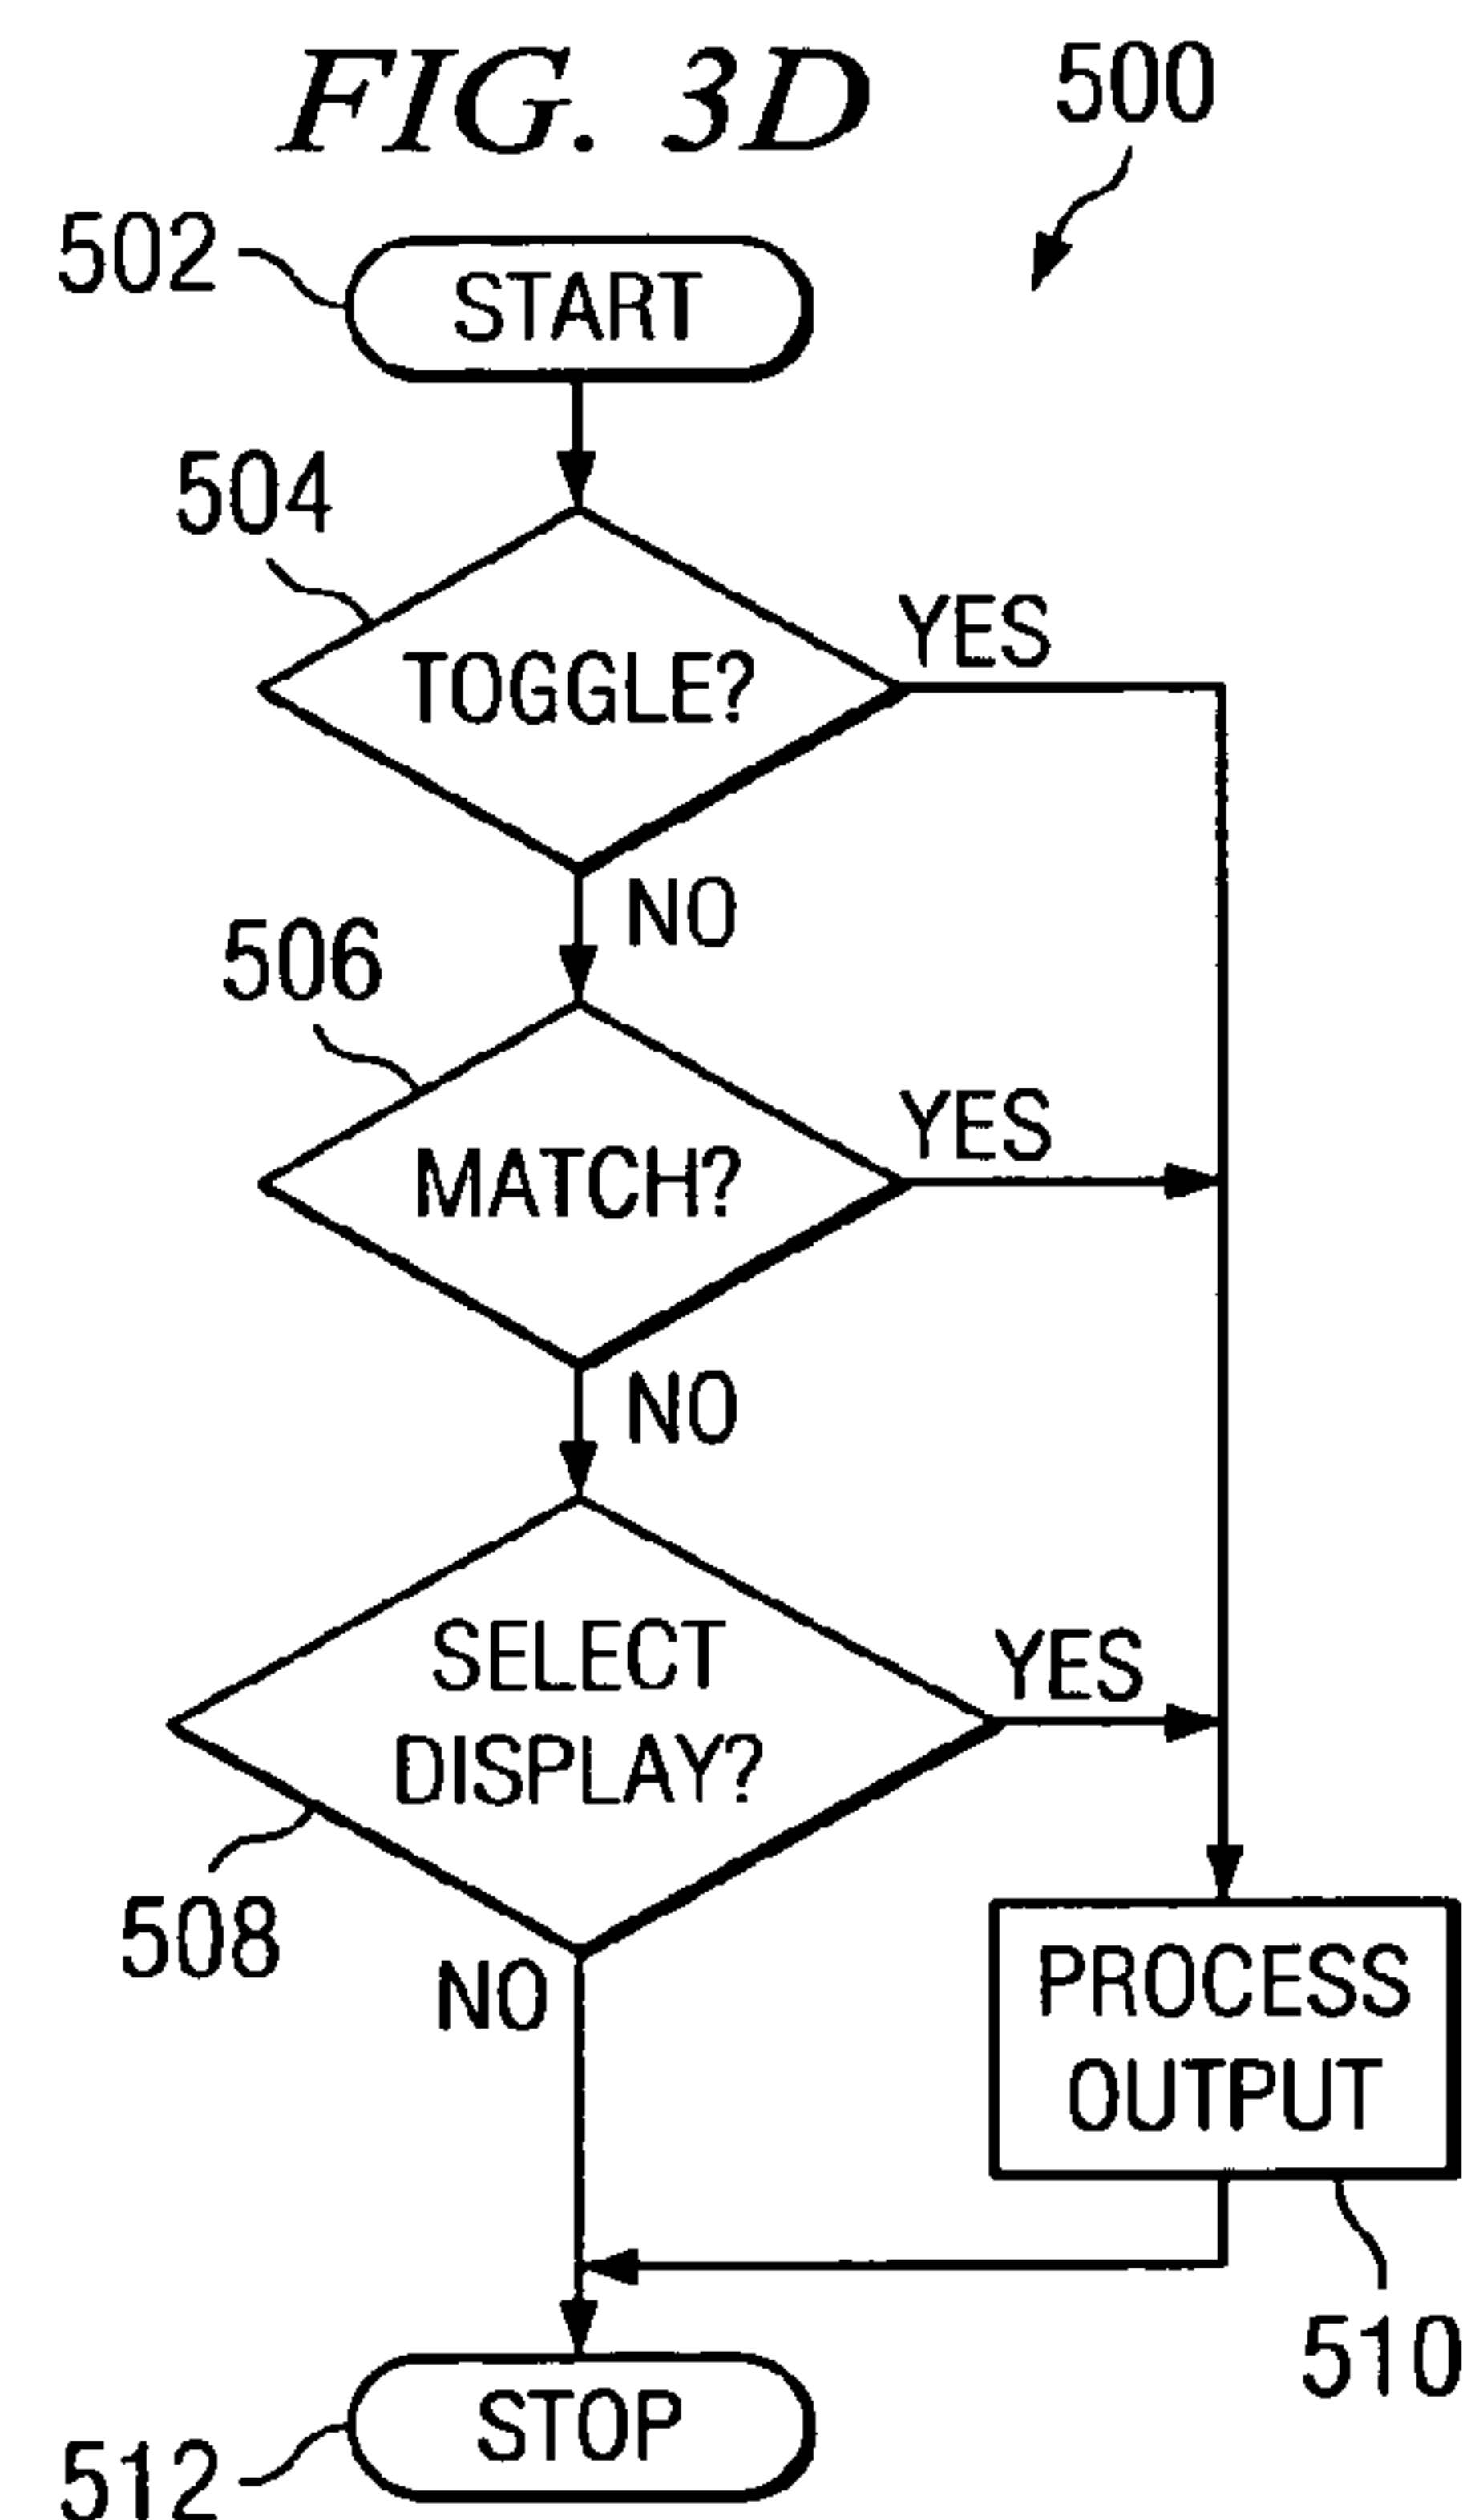 FIG. 3D
500
502
START
504
TOGGLE?
YES
NO
506
MATCH?
YES
NO
SELECT
DISPLAY?
YES
508
NO
PROCESS
OUTPUT
510
STOP
512